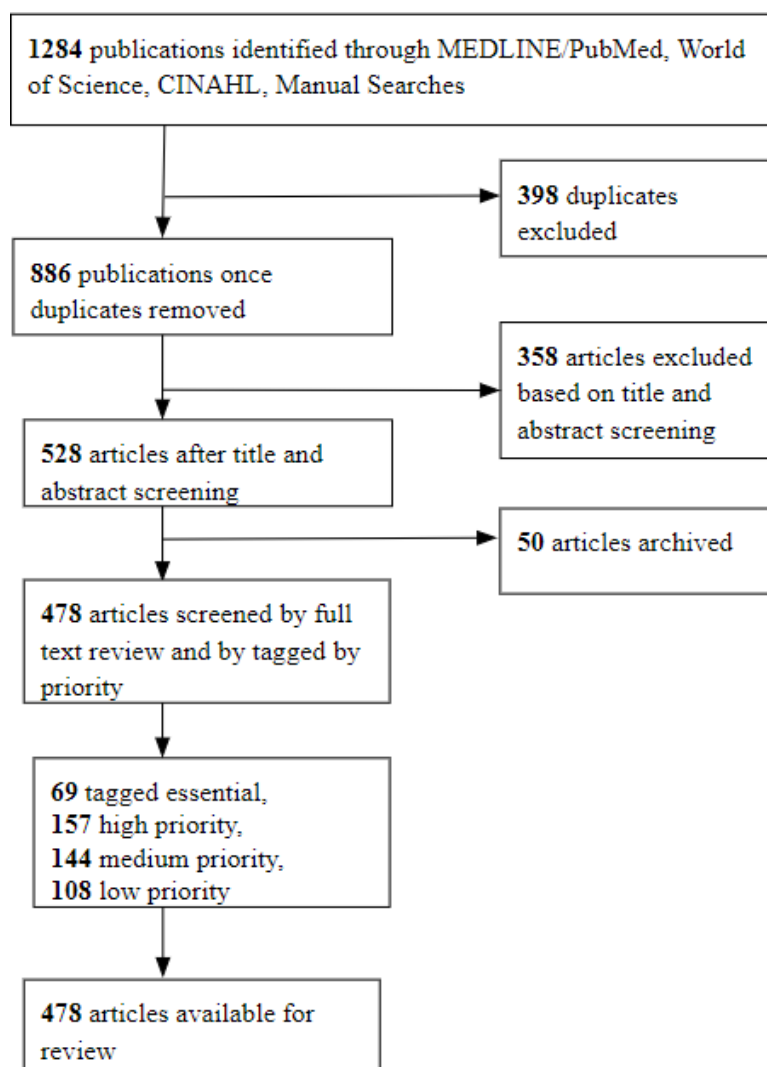 1284 publications identified through MEDLINE/PubMed, World
of Science, CINAHL, Manual Searches
398 duplicates
excluded
886 publications once
duplicates removed
358 articles excluded
based on title and
abstract screening
528 articles after title and
abstract screening
50 articles archived
478 articles screened by full
text review and by tagged by
priority
69 tagged essential,
157 high priority,
144 medium priority,
108 low priority
478 articles available for
review